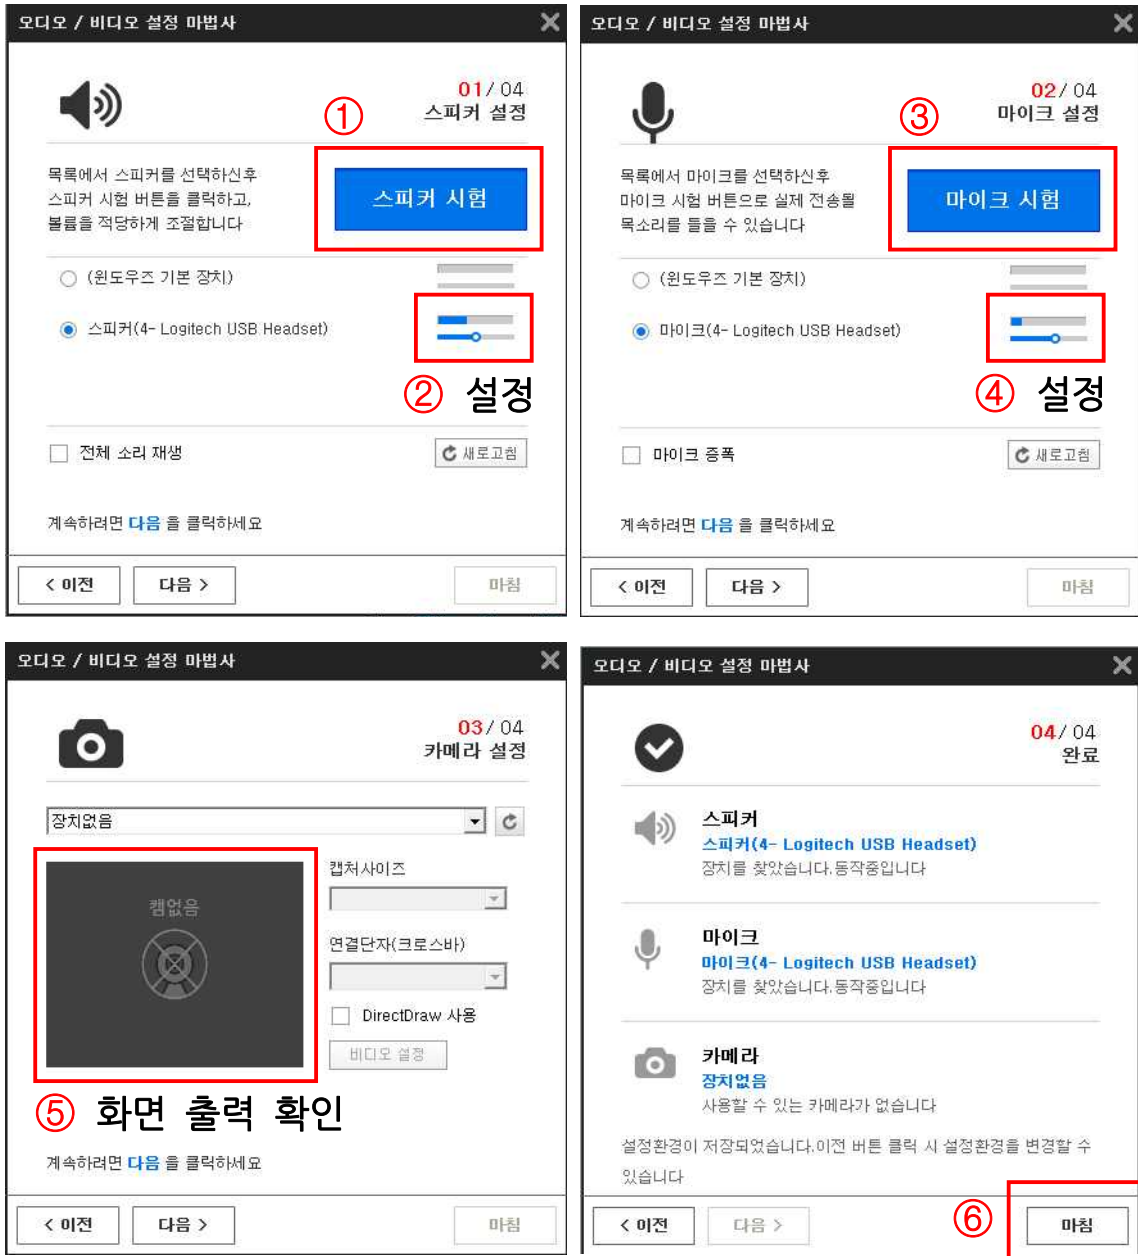 오디오 / 비디오 설정 마법사
01/ 04
스피커 설정
①
목록에서 스피커를 선택하신후
스피커 시험 버튼을 클릭하고,
볼륨을 적당하게 조절합니다
스피커 시험
(윈도우즈 기본 장치)
스피커(4- Logitech USB Headset)
② 설정
전체 소리 재생
새로고침
계속하려면 다음 을 클릭하세요
< 이전
다음 >
마침
오디오 / 비디오 설정 마법사
02/ 04
마이크 설정
③
목록에서 마이크를 선택하신후
마이크 시험 버튼으로 실제 전송될
목소리를 들을 수 있습니다
마이크 시험
(윈도우즈 기본 장치)
마이크(4- Logitech USB Headset)
④ 설정
마이크 증폭
새로고침
계속하려면 다음 을 클릭하세요
< 이전
다음 >
마침
오디오 / 비디오 설정 마법사
03/ 04
카메라 설정
장치없음
캠없음
캡처사이즈
연결단자(크로스바)
DirectDraw 사용
비디오 설정
⑤ 화면 출력 확인
계속하려면 다음 을 클릭하세요
< 이전
다음 >
마침
오디오 / 비디오 설정 마법사
04/ 04
완료
스피커
스피커(4- Logitech USB Headset)
장치를 찾았습니다.동작중입니다
마이크
마이크(4- Logitech USB Headset)
장치를 찾았습니다.동작중입니다
카메라
장치없음
사용할 수 있는 카메라가 없습니다
설정환경이 저장되었습니다.이전 버튼 클릭 시 설정환경을 변경할 수
있습니다
⑥
< 이전
다음 >
마침